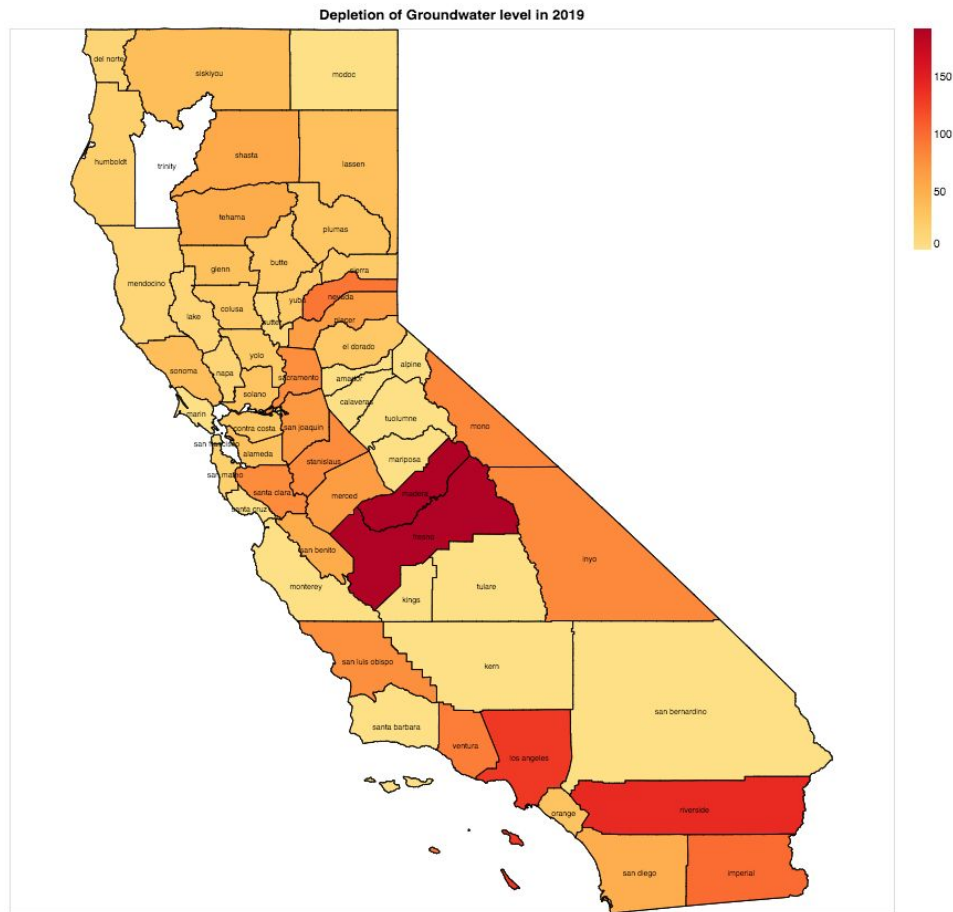 Depletion of Groundwater level in 2019
150
100
50
0
del norte
siskiyou
modoc
humboldt
trinity
shasta
lassen
tehama
plumas
mendocino
glenn
butte
sierra
lake
colusa
sutter
yuba
nevada
placer
sonoma
napa
yolo
sacramento
el dorado
alpine
marin
solano
amador
calaveras
tuolumne
mono
san francisco
contra costa
san joaquin
alameda
stanislaus
mariposa
san mateo
santa clara
merced
madera
santa cruz
san benito
fresno
inyo
monterey
kings
tulare
san luis obispo
kern
san bernardino
santa barbara
ventura
los angeles
orange
riverside
san diego
imperial